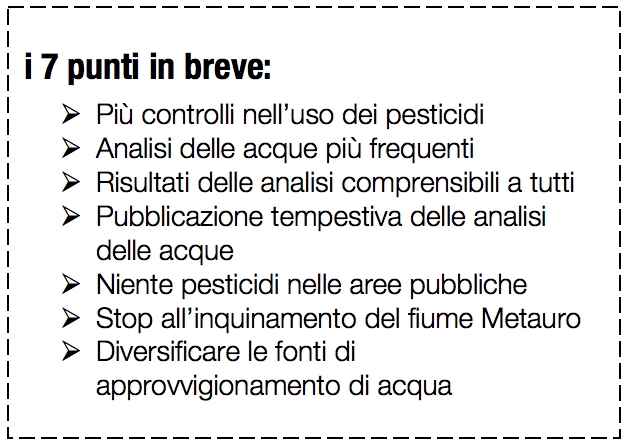 i 7 punti in breve:
➢ Più controlli nell’uso dei pesticidi
➢ Analisi delle acque più frequenti
➢ Risultati delle analisi comprensibili a tutti
➢ Pubblicazione tempestiva delle analisi
delle acque
➢ Niente pesticidi nelle aree pubbliche
➢ Stop all’inquinamento del fiume Metauro
➢ Diversificare le fonti di
approvvigionamento di acqua